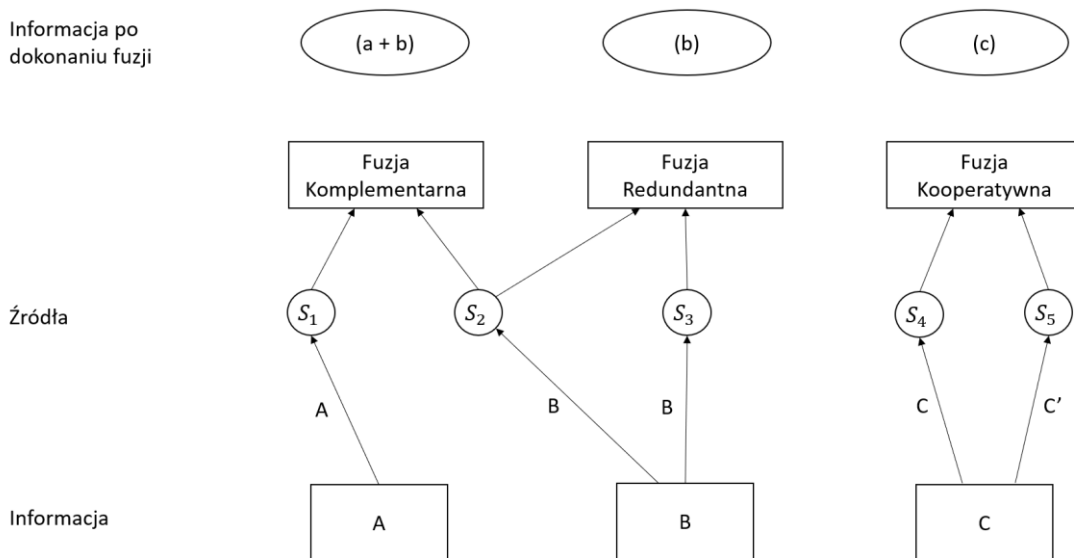 Informacja po
dokonaniu fuzji
(a + b)
(b)
(c)
Fuzja
Komplementarna
Fuzja
Redundantna
Fuzja
Kooperatywna
Źródła
S₁
S₂
S₃
S₄
S₅
A
B
B
C
C’
Informacja
A
B
C